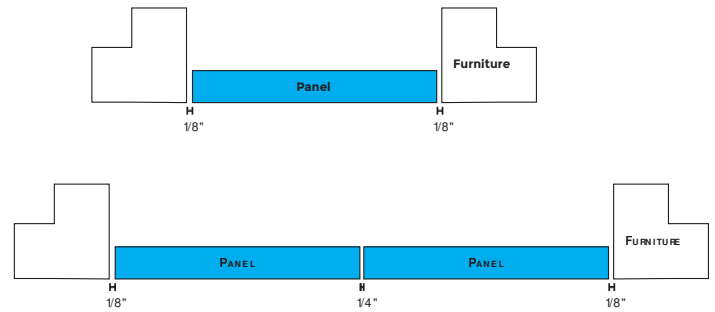 Furniture
Panel
1/8" 1/8"
FURNITURE
PANEL PANEL
1/8" 1/4" 1/8"